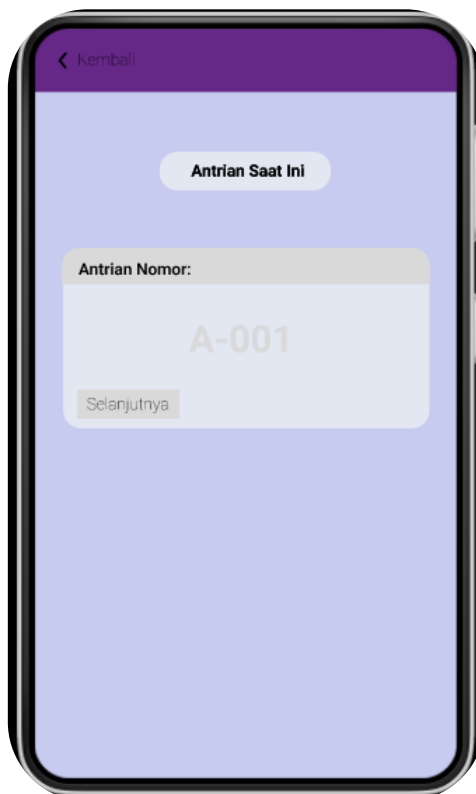 Kembali
Antrian Saat Ini
Antrian Nomor:
A-001
Selanjutnya